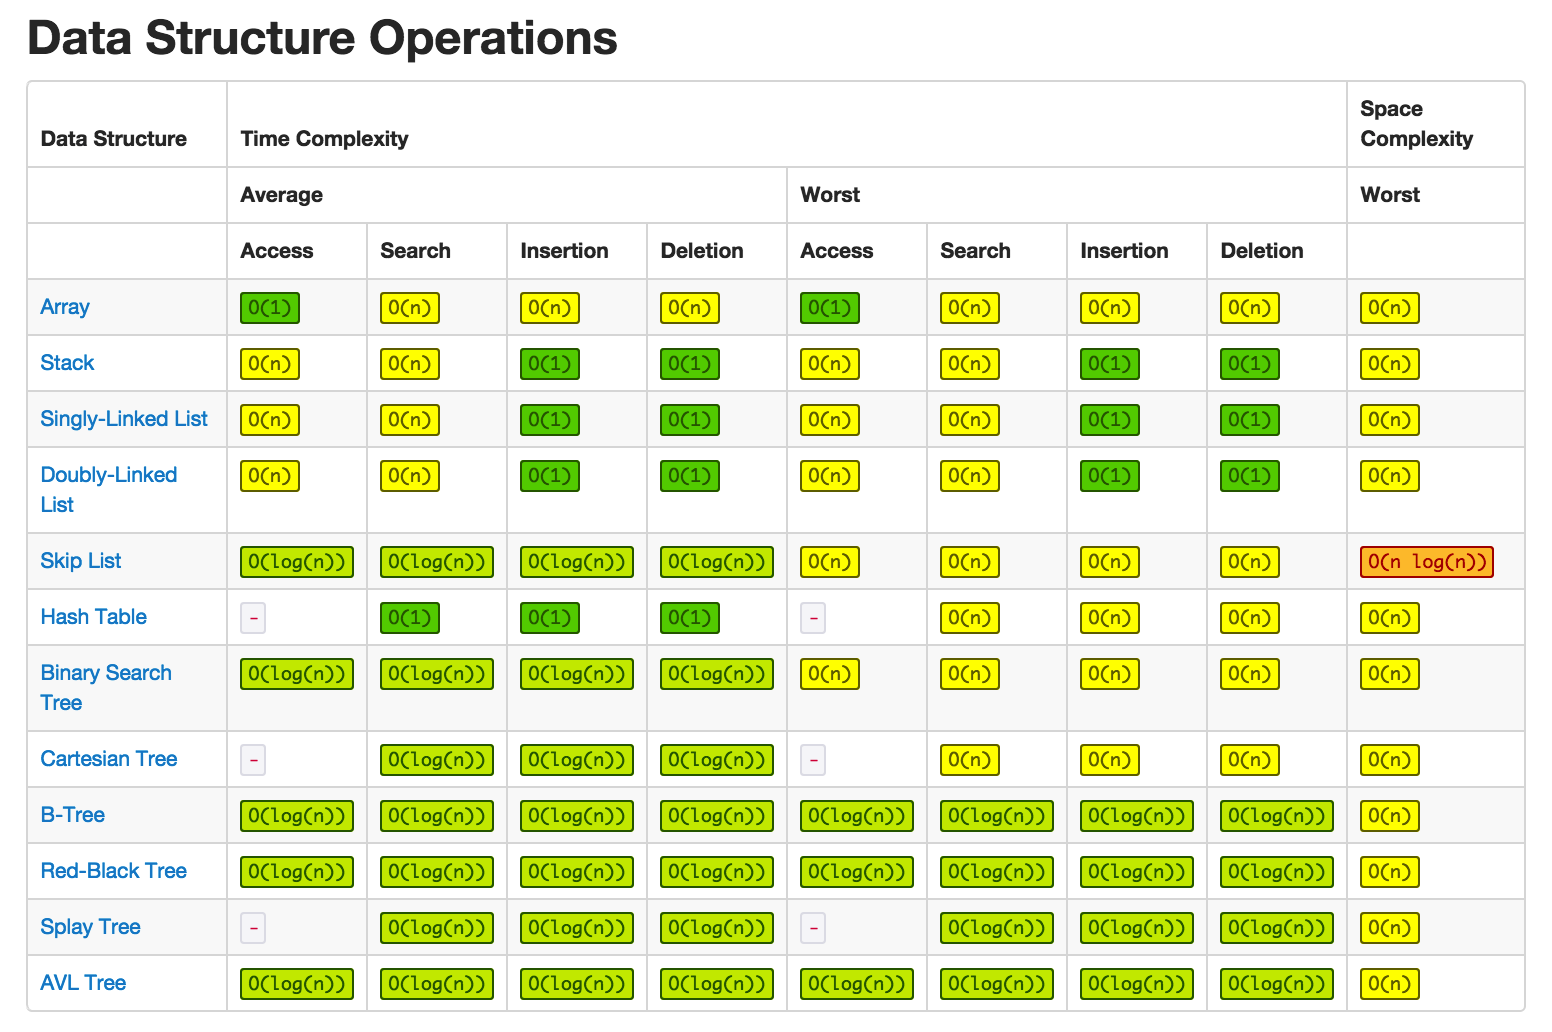 Data Structure Operations
Data Structure Time Complexity Space Complexity
Average Worst Worst
Access Search Insertion Deletion Access Search Insertion Deletion
Array O(1) O(n) O(n) O(n) O(1) O(n) O(n) O(n) O(n)
Stack O(n) O(n) O(1) O(1) O(n) O(n) O(1) O(1) O(n)
Singly-Linked List O(n) O(n) O(1) O(1) O(n) O(n) O(1) O(1) O(n)
Doubly-Linked List O(n) O(n) O(1) O(1) O(n) O(n) O(1) O(1) O(n)
Skip List O(log(n)) O(log(n)) O(log(n)) O(log(n)) O(n) O(n) O(n) O(n) O(n log(n))
Hash Table - O(1) O(1) O(1) - O(n) O(n) O(n) O(n)
Binary Search Tree O(log(n)) O(log(n)) O(log(n)) O(log(n)) O(n) O(n) O(n) O(n) O(n)
Cartesian Tree - O(log(n)) O(log(n)) O(log(n)) - O(n) O(n) O(n) O(n)
B-Tree O(log(n)) O(log(n)) O(log(n)) O(log(n)) O(log(n)) O(log(n)) O(log(n)) O(log(n)) O(n)
Red-Black Tree O(log(n)) O(log(n)) O(log(n)) O(log(n)) O(log(n)) O(log(n)) O(log(n)) O(log(n)) O(n)
Splay Tree - O(log(n)) O(log(n)) O(log(n)) - O(log(n)) O(log(n)) O(log(n)) O(n)
AVL Tree O(log(n)) O(log(n)) O(log(n)) O(log(n)) O(log(n)) O(log(n)) O(log(n)) O(log(n)) O(n)